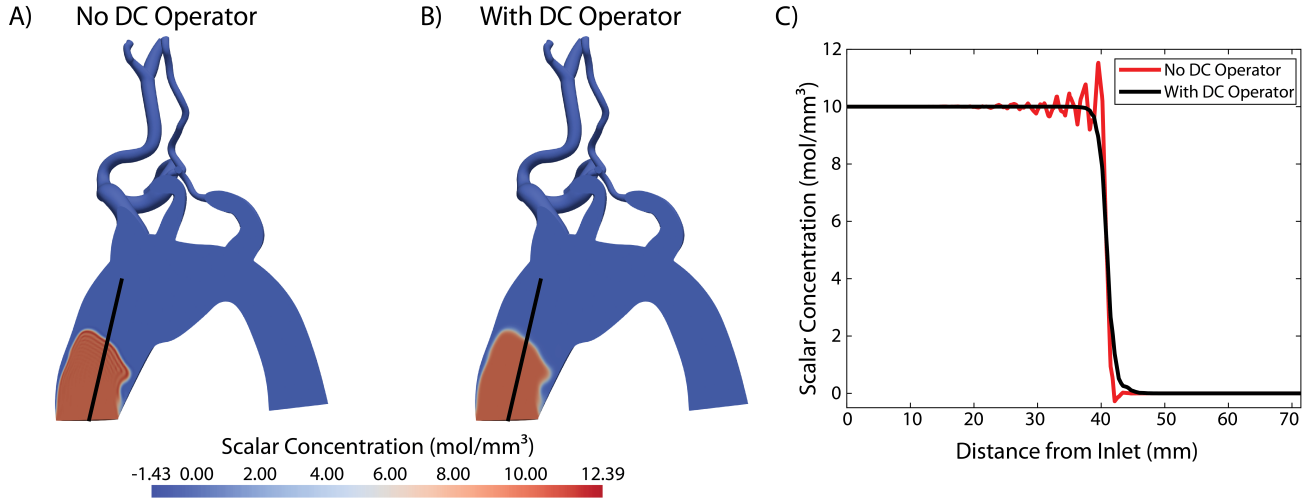 A) No DC Operator
B) With DC Operator
C)
12
10
8
6
4
2
0
Scalar Concentration (mol/mm³)
No DC Operator
With DC Operator
0 10 20 30 40 50 60 70
Distance from Inlet (mm)
Scalar Concentration (mol/mm³)
-1.43 0.00 2.00 4.00 6.00 8.00 10.00 12.39